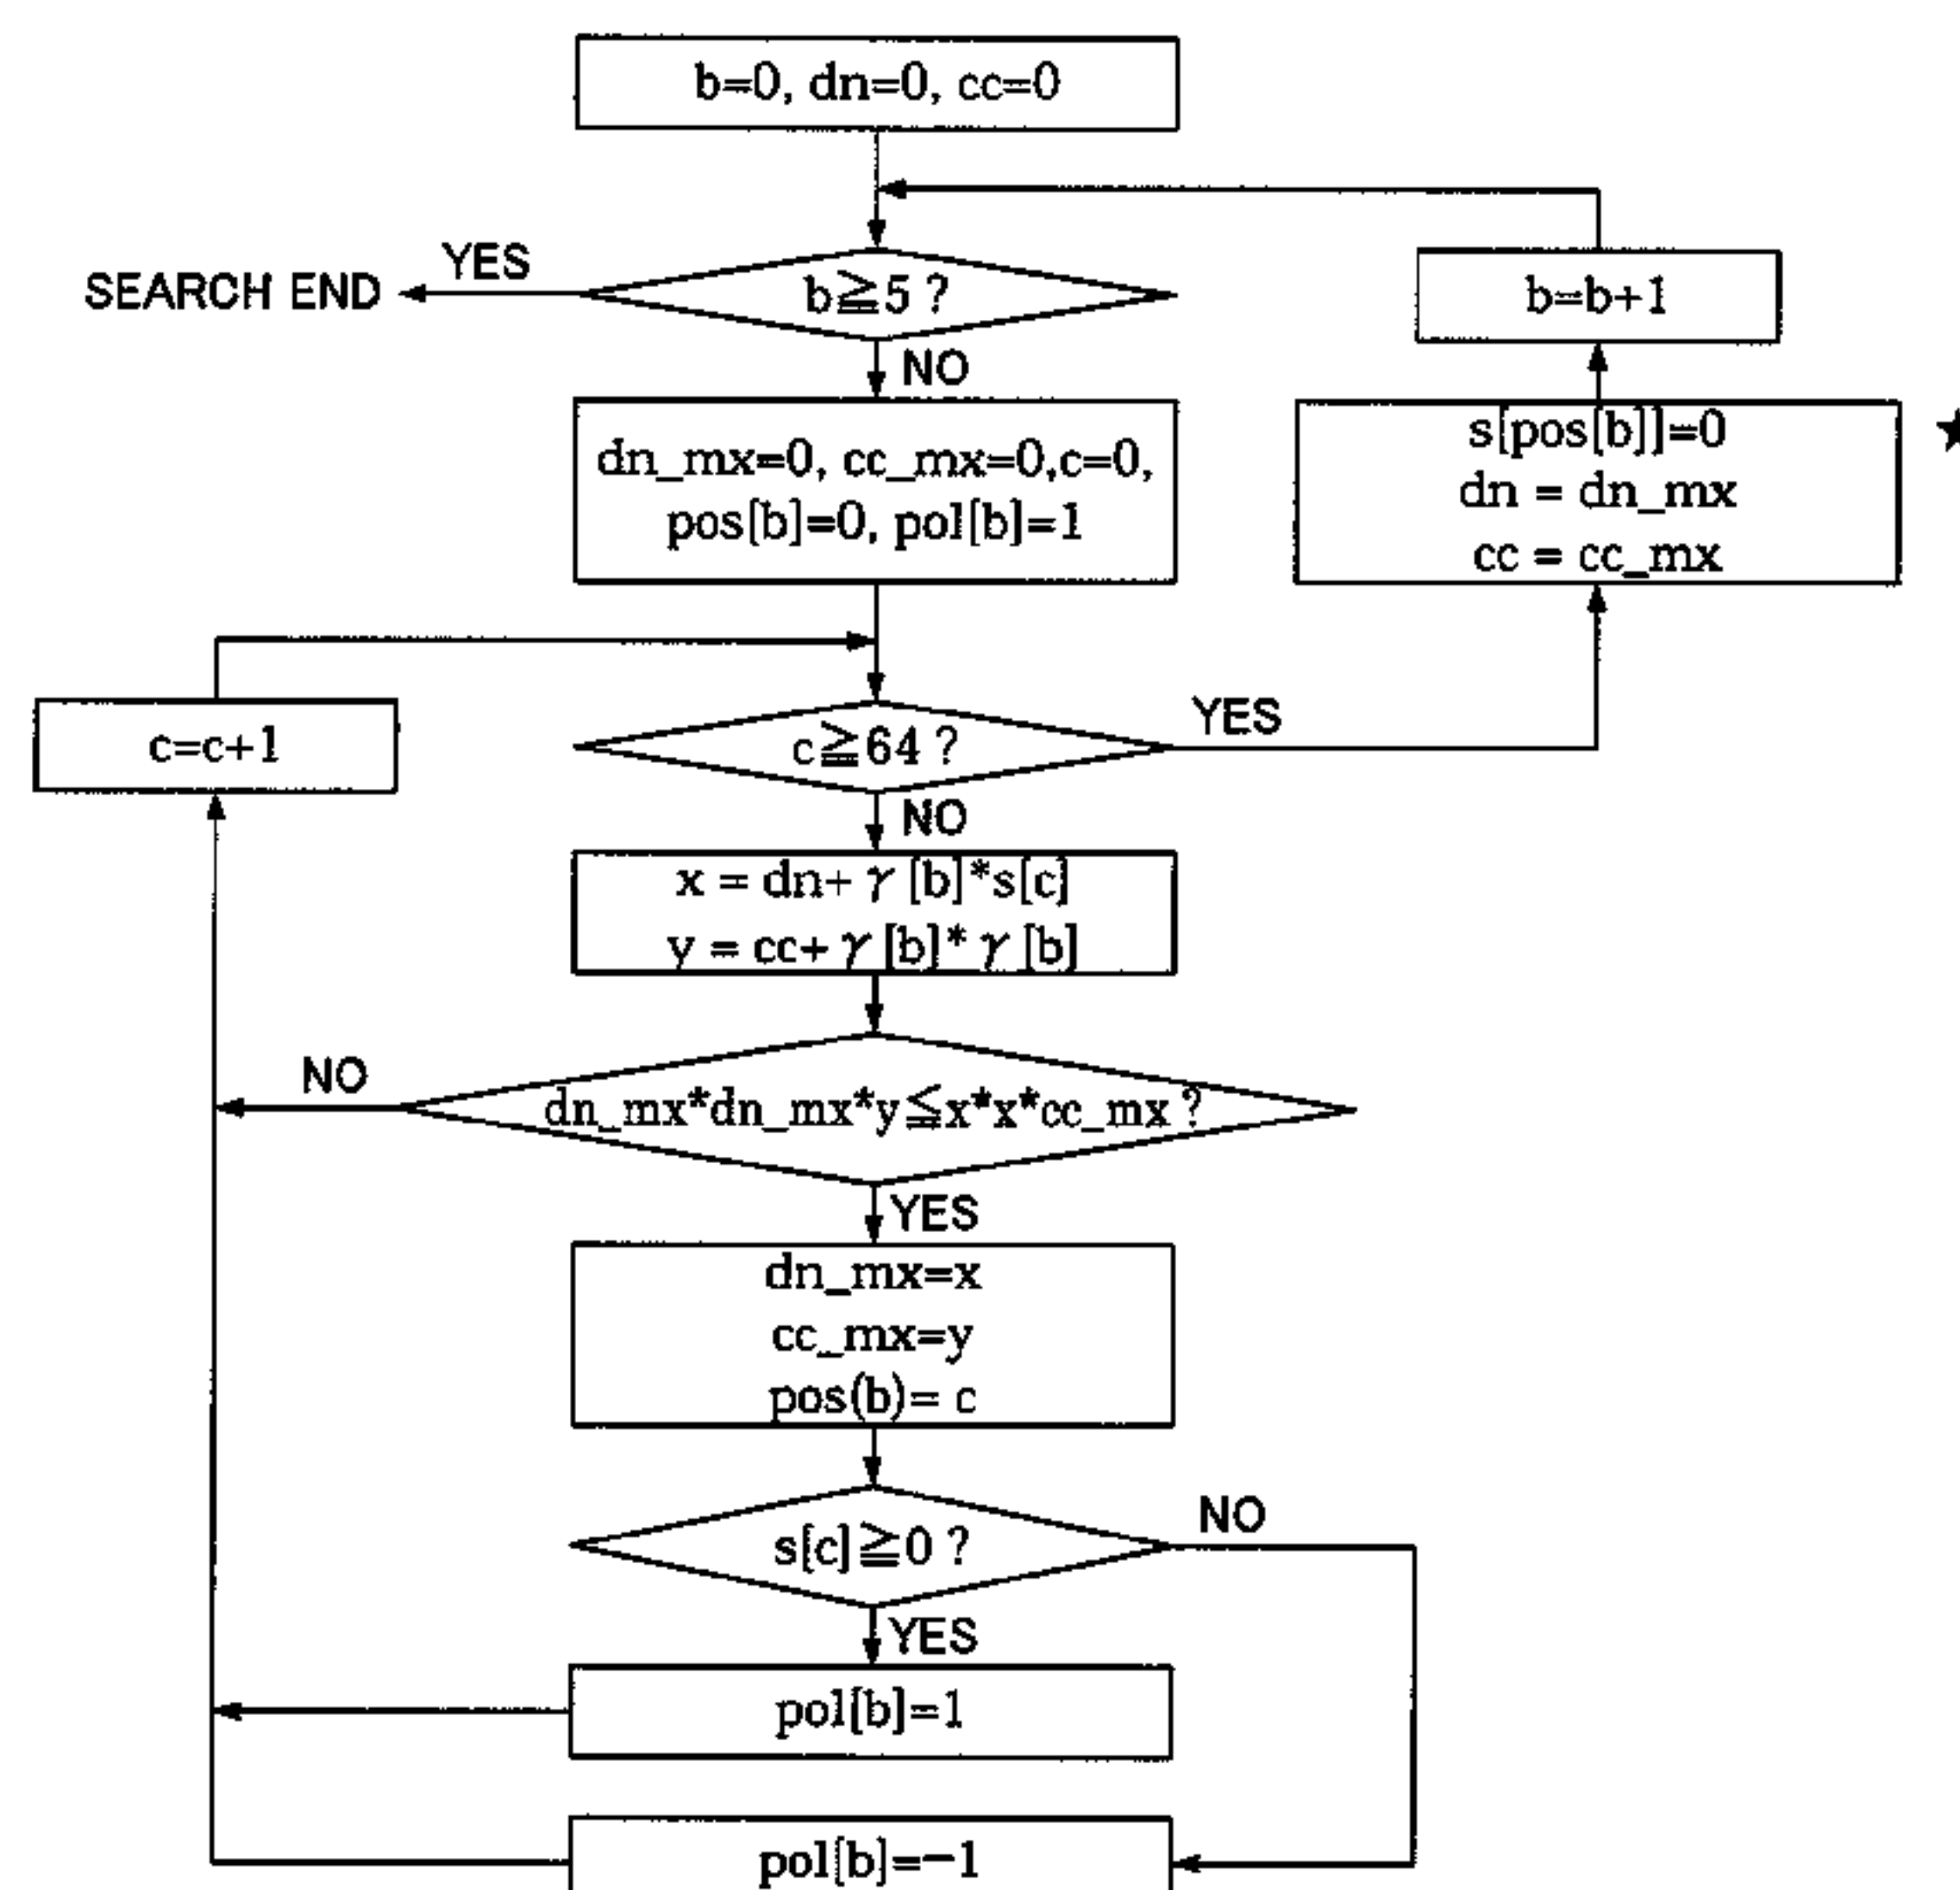 b=0, dn=0, cc=0
YES
SEARCH END
b≧5 ?
b=b+1
NO
dn_mx=0, cc_mx=0,c=0,
pos[b]=0, pol[b]=1
s[pos[b]]=0
★
dn = dn_mx
cc = cc_mx
c=c+1
c≧64 ?
YES
NO
x = dn+ γ [b]*s[c]
y = cc+ γ [b]* γ [b]
NO
dn_mx*dn_mx*y≦x*x*cc_mx ?
YES
dn_mx=x
cc_mx=y
pos(b)= c
s[c]≧0 ?
NO
YES
pol[b]=1
pol[b]=−1